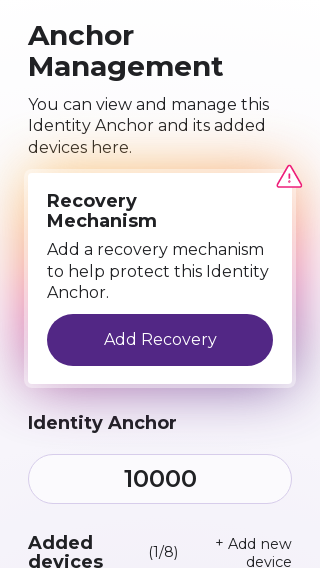 Anchor
Management
You can view and manage this
Identity Anchor and its added
devices here.
Recovery
Mechanism
Add a recovery mechanism
to help protect this Identity
Anchor.
Add Recovery
Identity Anchor
10000
Added
devices
(1/8)
+ Add new
device